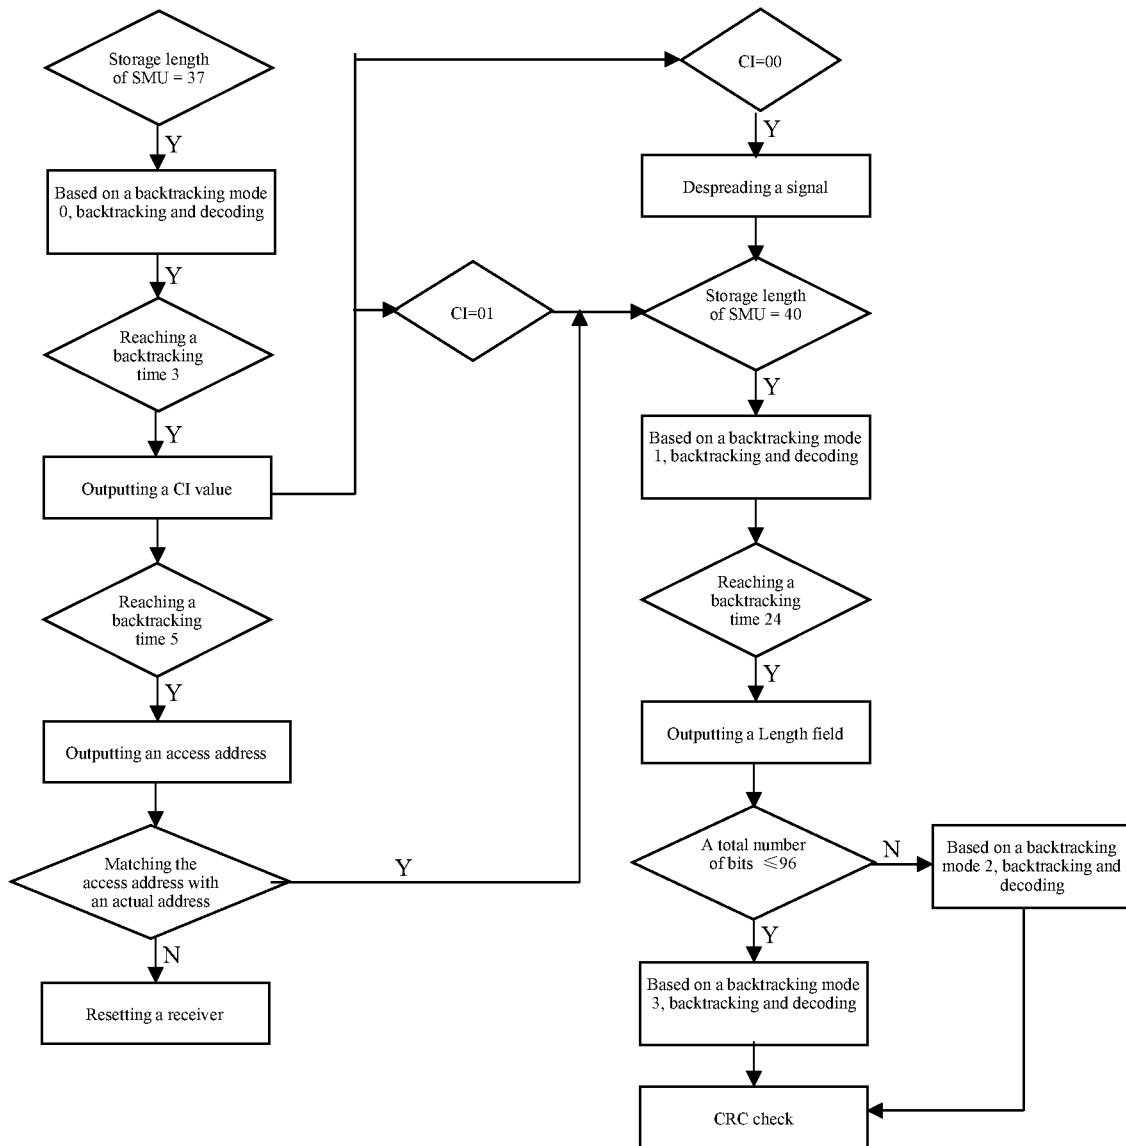 Storage length
of SMU = 37
Y
Based on a backtracking mode
0, backtracking and decoding
Y
Reaching a
backtracking
time 3
Y
Outputting a CI value
Reaching a
backtracking
time 5
Y
Outputting an access address
Matching the
access address with
an actual address
Y
N
Resetting a receiver
CI=01
CI=00
Y
Despreading a signal
Storage length
of SMU = 40
Y
Based on a backtracking mode
1, backtracking and decoding
Reaching a
backtracking
time 24
Y
Outputting a Length field
A total number
of bits ≤96
N
Based on a backtracking
mode 2, backtracking and
decoding
Y
Based on a backtracking mode
3, backtracking and decoding
CRC check